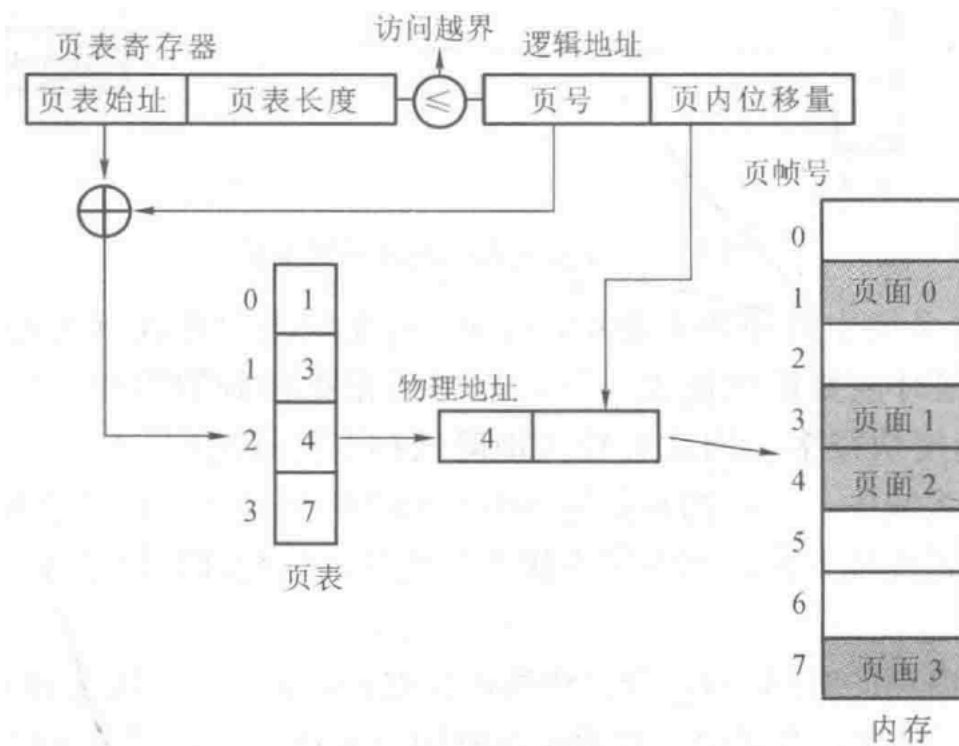 访问越界
页表寄存器
逻辑地址
页表始址 页表长度 ≤ 页号 页内位移量
页帧号
0
1 页面 0
2
3 页面 1
4 页面 2
5
6
7 页面 3
内存
0 1
1 3
2 4
3 7
页表
物理地址
4